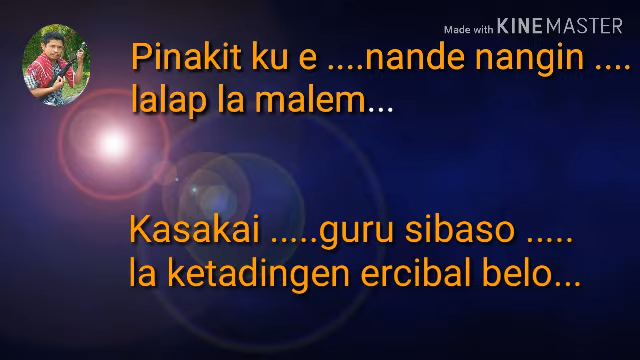 Made with KINEMASTER
Pinakit ku e ....nande nangin ....
lalap la malem...
Kasakai .....guru sibaso .....
la ketadingen ercibal belo...